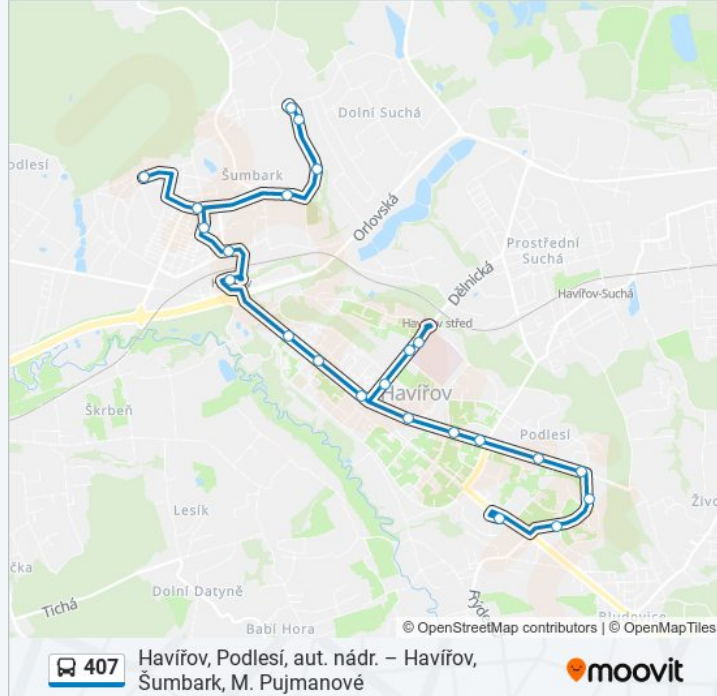 Dolní Suchá
odlesí
Šumbark
Orlovská
Prostřední
Suchá
Dělnická
Havířov-Suchá
Havířov střed
Havířov
Škrbeň
Podlesí
Lesík
Živo
čka
Dolní Datyně
Tichá
Babí Hora
Bludovice
© OpenStreetMap contributors | © OpenMapTiles
407
Havířov, Podlesí, aut. nádr. – Havířov,
Šumbark, M. Pujmanové
moovit